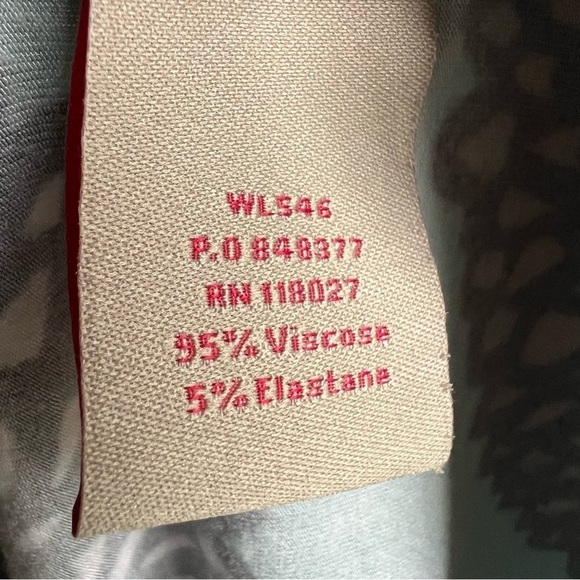 WL546
P.O 848377
RN 118027
95% Viscose
5% Elastane